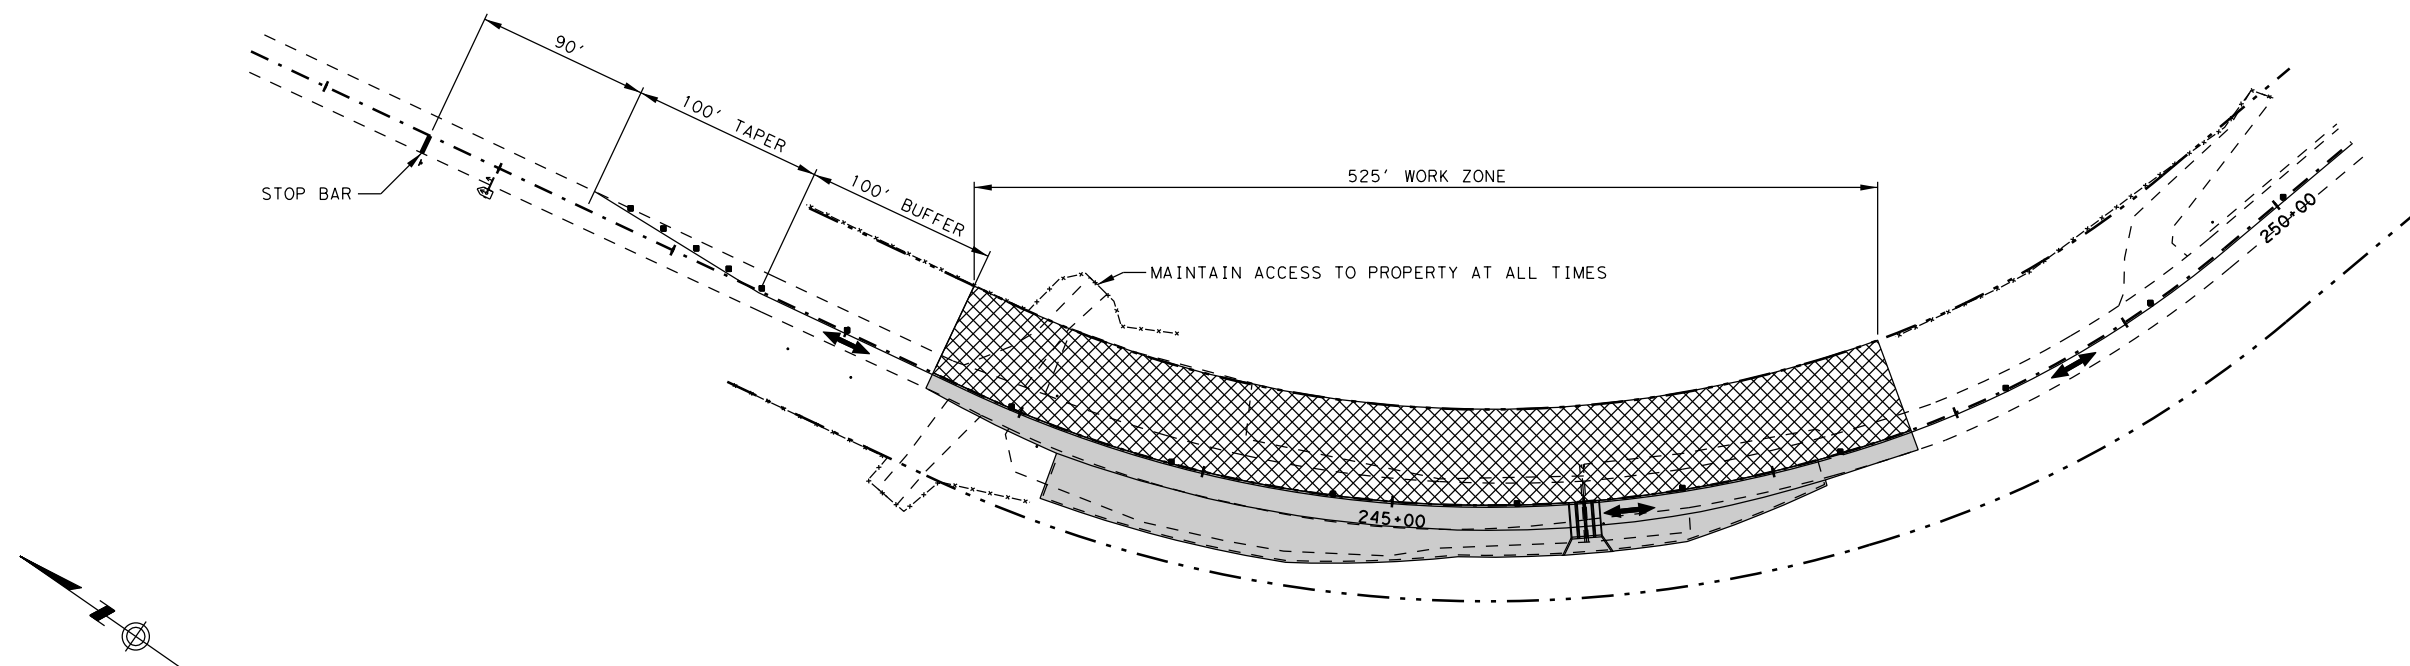 90'
100' TAPER
100' BUFFER
525' WORK ZONE
STOP BAR
MAINTAIN ACCESS TO PROPERTY AT ALL TIMES
250+00
245+00
N